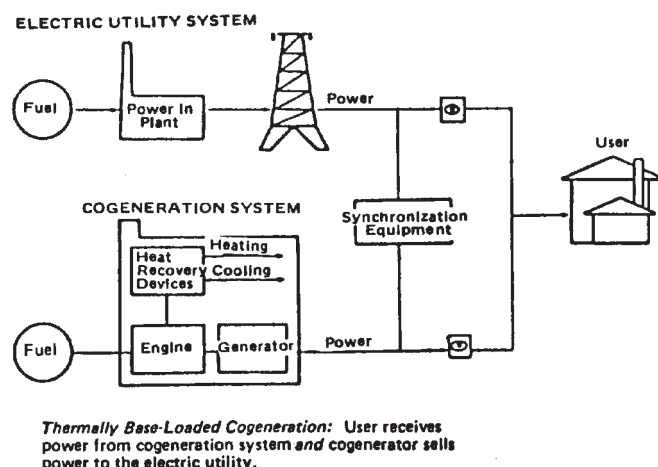 ELECTRIC UTILITY SYSTEM
Fuel
Power In
Plant
Power
User
COGENERATION SYSTEM
Synchronization
Equipment
Heat
Recovery
Devices
Heating
Cooling
Fuel
Engine
Generator
Power
Thermally Base-Loaded Cogeneration: User receives
power from cogeneration system and cogenerator sells
power to the electric utility.